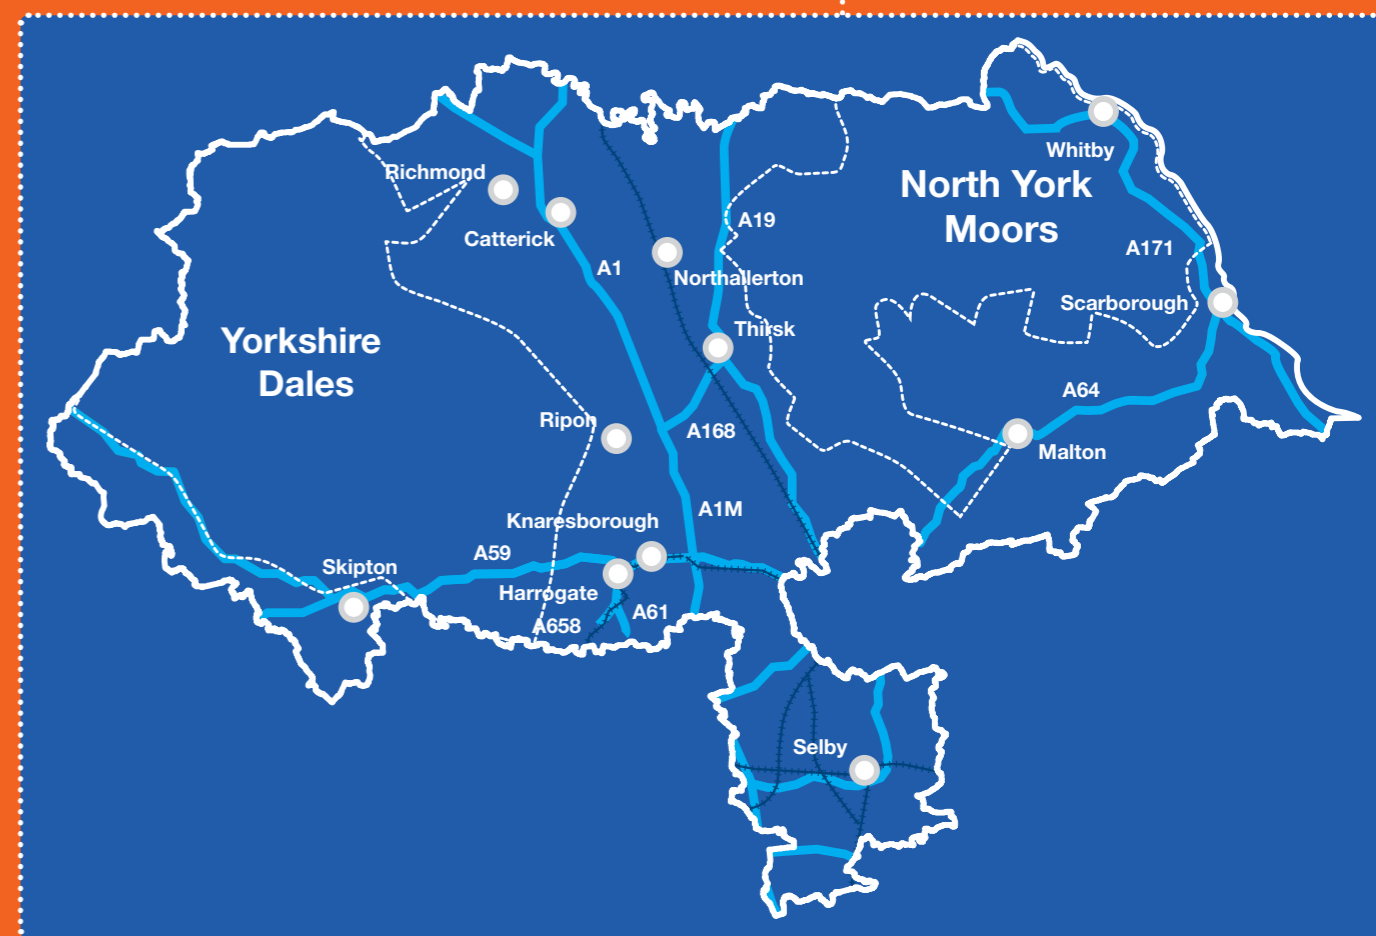 Whitby
Richmond
North York
Moors
A19
Catterick
A171
A1
Northallerton
Scarborough
Yorkshire
Dales
Thirsk
A64
Ripon
A168
Malton
A1M
Knaresborough
A59
Skipton
Harrogate
A61
A658
Selby